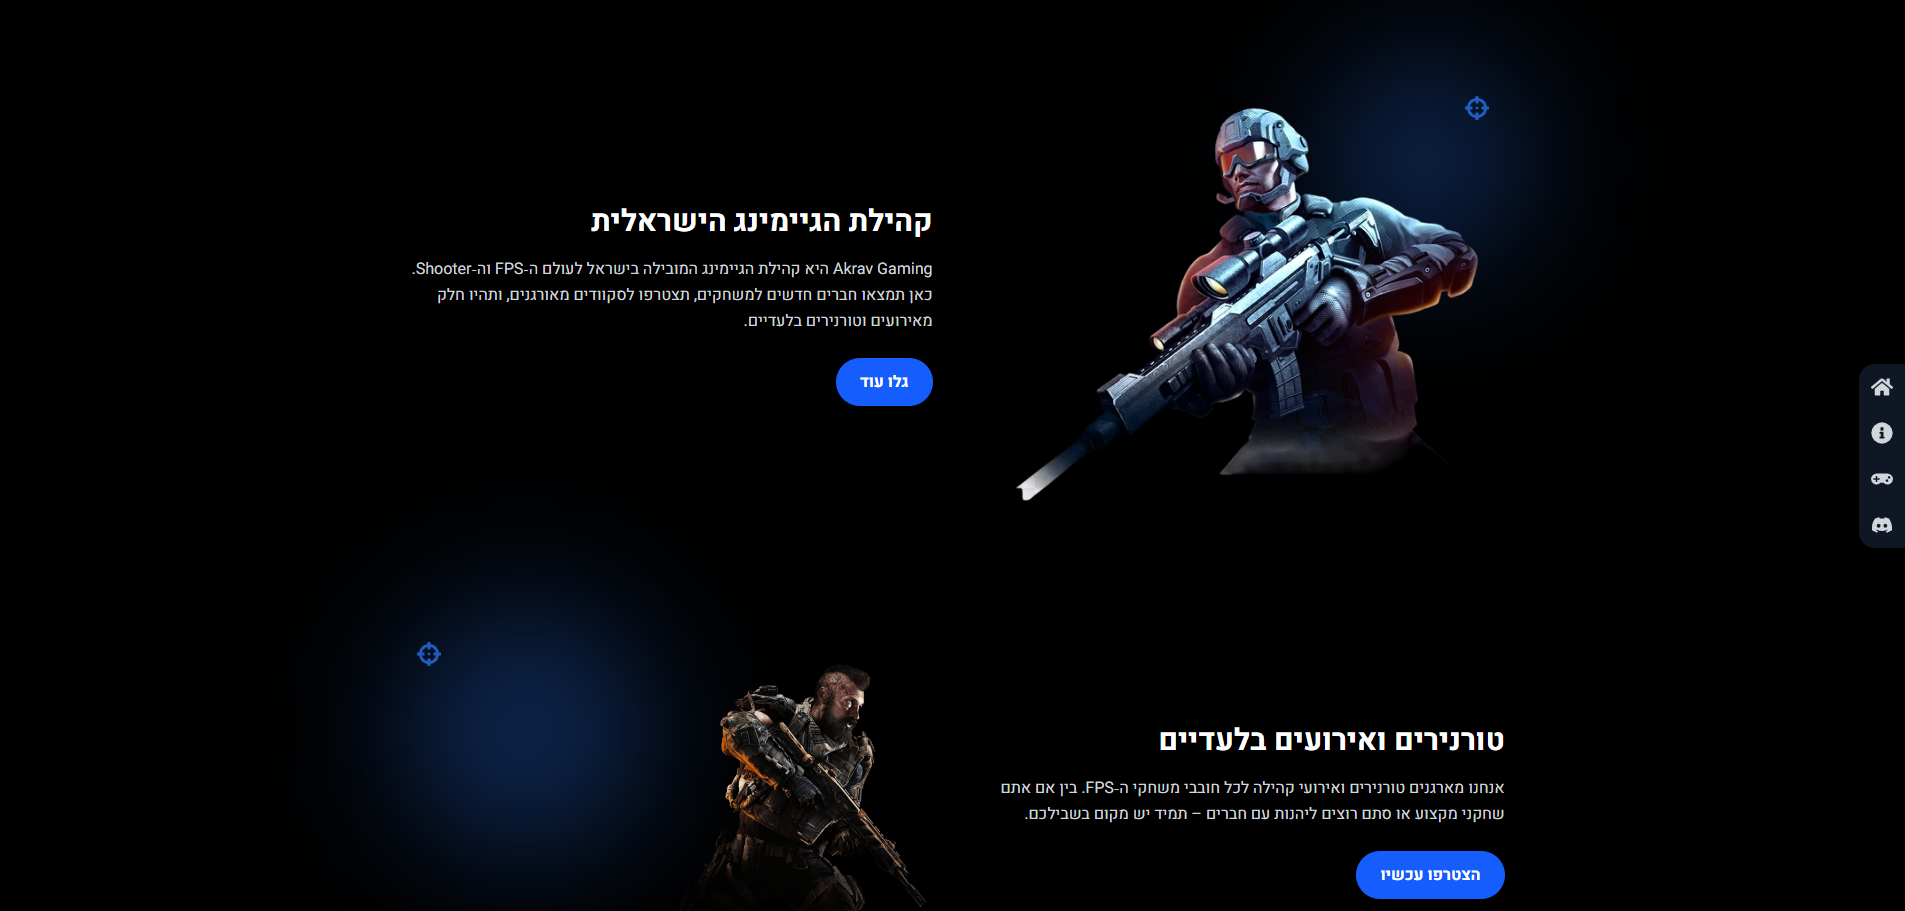 קהילת הגיימינג הישראלית
Akrav Gaming היא קהילת הגיימינג המובילה בישראל לעולם ה-FPS וה-Shooter.
כאן תמצאו חברים חדשים למשחקים, תצטרפו לסקוודים מאורגנים, ותהיו חלק
מאירועים וטורנירים בלעדיים.
גלו עוד
טורנירים ואירועים בלעדיים
אנחנו מארגנים טורנירים ואירועי קהילה לכל חובבי משחקי ה-FPS. בין אם אתם
שחקני מקצוע או סתם רוצים ליהנות עם חברים – תמיד יש מקום בשבילכם.
הצטרפו עכשיו